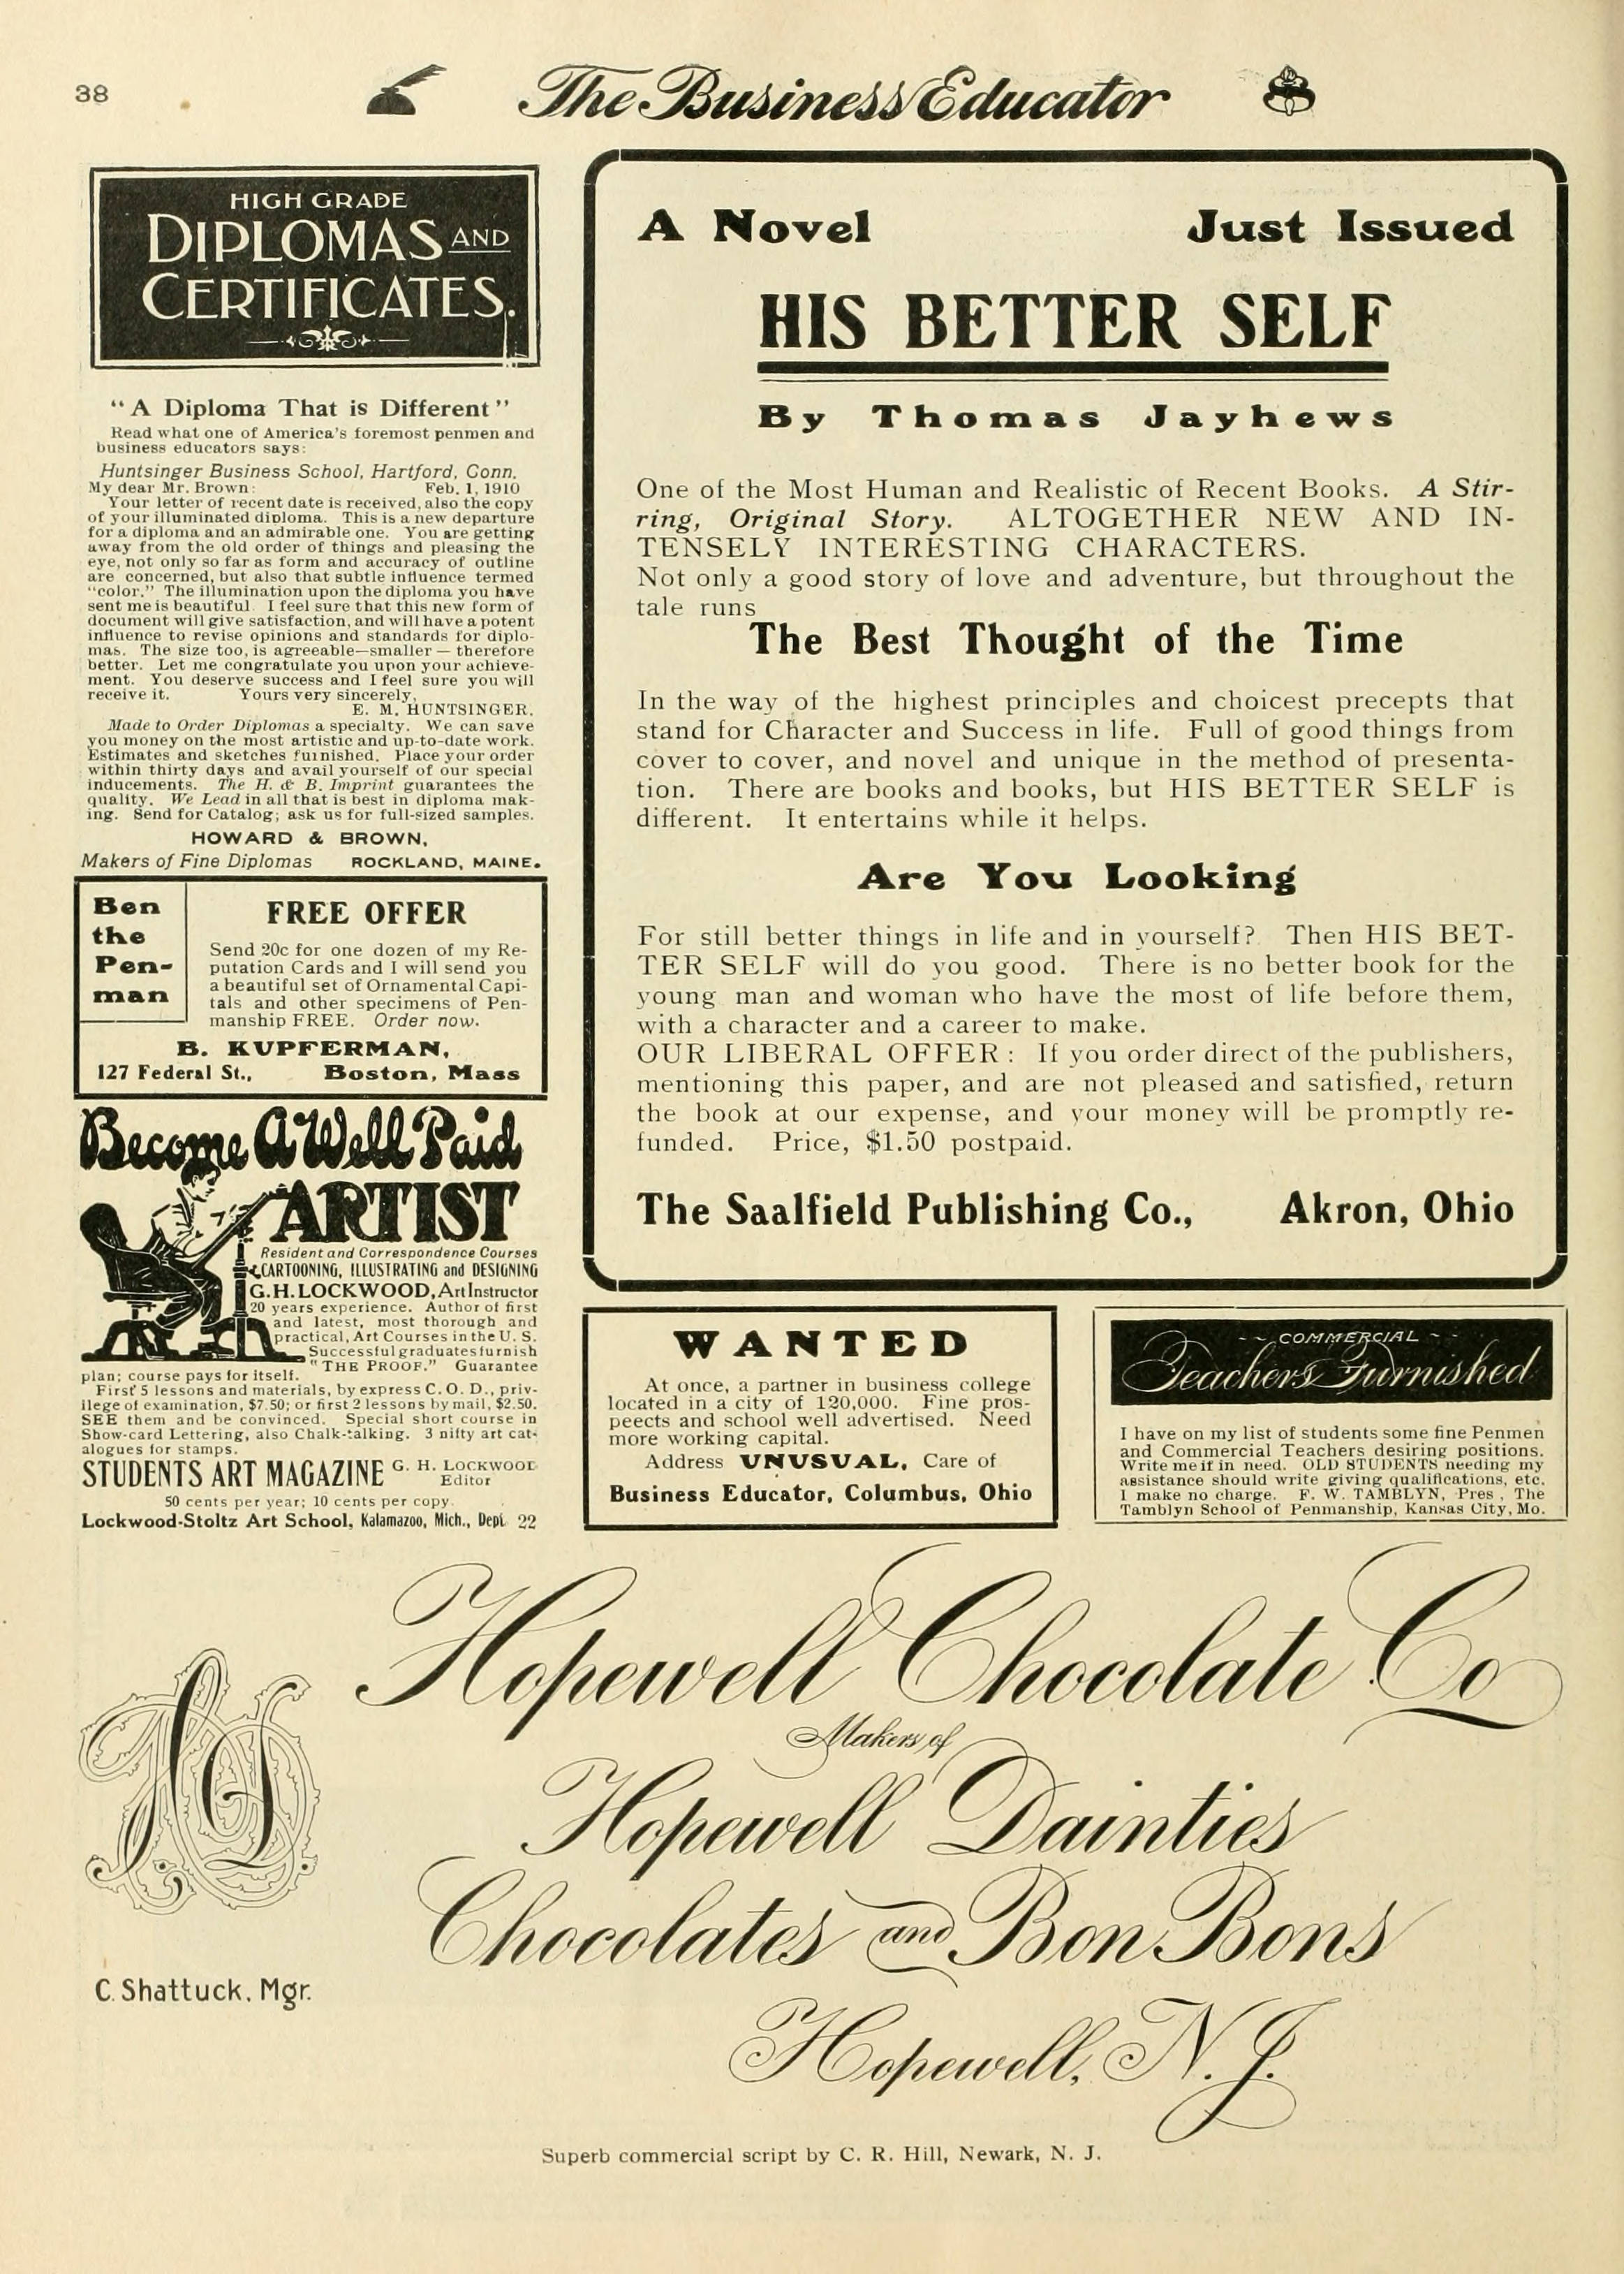 38
The Business Educator
HIGH GRADE
DIPLOMAS AND
CERTIFICATES.
"A Diploma That is Different"
Read what one of America's foremost penmen and
business educators says:
Huntsinger Business School, Hartford, Conn.
My dear Mr. Brown: Feb. 1, 1910
Your letter of recent date is received, also the copy
of your illuminated diploma. This is a new departure
for a diploma and an admirable one. You are getting
away from the old order of things and pleasing the
eye, not only so far as form and accuracy of outline
are concerned, but also that subtle influence termed
"color." The illumination upon the diploma you have
sent me is beautiful. I feel sure that this new form of
document will give satisfaction, and will have a potent
influence to revise opinions and standards for diplo-
mas. The size too, is agreeable—smaller — therefore
better. Let me congratulate you upon your achieve-
ment. You deserve success and I feel sure you will
receive it. Yours very sincerely,
E. M. HUNTSINGER.
Made to Order Diplomas a specialty. We can save
you money on the most artistic and up-to-date work.
Estimates and sketches furnished. Place your order
within thirty days and avail yourself of our special
inducements. The H. & B. Imprint guarantees the
quality. We Lead in all that is best in diploma mak-
ing. Send for Catalog; ask us for full-sized samples.
HOWARD & BROWN,
Makers of Fine Diplomas ROCKLAND, MAINE.
Ben
the
Pen-
man
FREE OFFER
Send 20c for one dozen of my Re-
putation Cards and I will send you
a beautiful set of Ornamental Capi-
tals and other specimens of Pen-
manship FREE. Order now.
B. KUPFERMAN,
127 Federal St., Boston, Mass
Become A Well Paid
ARTIST
Resident and Correspondence Courses
CARTOONING, ILLUSTRATING and DESIGNING
G. H. LOCKWOOD, Art Instructor
20 years experience. Author of first
and latest, most thorough and
practical, Art Courses in the U. S.
Successful graduates furnish
"THE PROOF." Guarantee
plan; course pays for itself.
First 5 lessons and materials, by express C. O. D., priv-
ilege of examination, $7.50; or first 2 lessons by mail, $2.50.
SEE them and be convinced. Special short course in
Show-card Lettering, also Chalk-talking. 3 nifty art cat-
alogues for stamps.
STUDENTS ART MAGAZINE G. H. LOCKWOOD
Editor
50 cents per year; 10 cents per copy.
Lockwood-Stoltz Art School, Kalamazoo, Mich., Dept. 22
A Novel Just Issued
HIS BETTER SELF
By Thomas Jayhews
One of the Most Human and Realistic of Recent Books. A Stir-
ring, Original Story. ALTOGETHER NEW AND IN-
TENSELY INTERESTING CHARACTERS.
Not only a good story of love and adventure, but throughout the
tale runs
The Best Thought of the Time
In the way of the highest principles and choicest precepts that
stand for Character and Success in life. Full of good things from
cover to cover, and novel and unique in the method of presenta-
tion. There are books and books, but HIS BETTER SELF is
different. It entertains while it helps.
Are You Looking
For still better things in life and in yourself? Then HIS BET-
TER SELF will do you good. There is no better book for the
young man and woman who have the most of life before them,
with a character and a career to make.
OUR LIBERAL OFFER: If you order direct of the publishers,
mentioning this paper, and are not pleased and satisfied, return
the book at our expense, and your money will be promptly re-
funded. Price, $1.50 postpaid.
The Saalfield Publishing Co., Akron, Ohio
WANTED
At once, a partner in business college
located in a city of 120,000. Fine pros-
peects and school well advertised. Need
more working capital.
Address UNUSUAL, Care of
Business Educator, Columbus, Ohio
COMMERCIAL
Teachers Furnished
I have on my list of students some fine Penmen
and Commercial Teachers desiring positions.
Write me if in need. OLD STUDENTS needing my
assistance should write giving qualifications, etc.
I make no charge. F. W. TAMBLYN, Pres., The
Tamblyn School of Penmanship, Kansas City, Mo.
Hopewell Chocolate Co
Makers of
Hopewell Dainties
Chocolates and Bon Bons
C. Shattuck, Mgr.
Hopewell, N. J.
Superb commercial script by C. R. Hill, Newark, N. J.